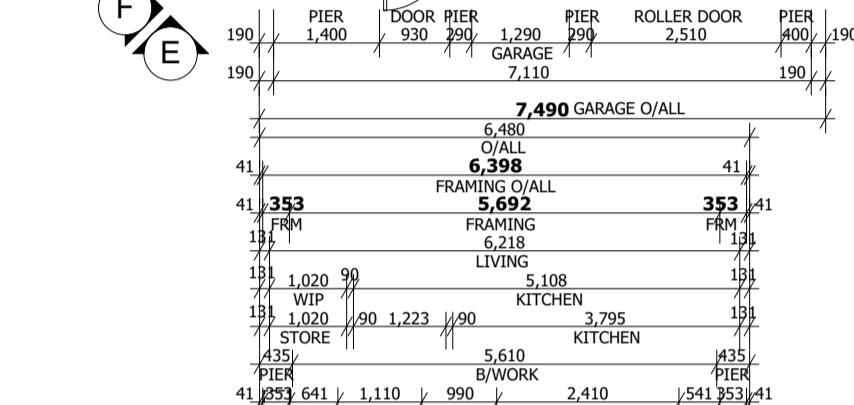 F
E
PIER DOOR PIER PIER ROLLER DOOR PIER
190 1,400 930 290 1,290 290 2,510 400 190
GARAGE
190 7,110 190
7,490 GARAGE O/ALL
6,480
O/ALL
41 6,398 41
FRAMING O/ALL
41 353 5,692 353 41
FRM FRAMING FRM
131 6,218 131
LIVING
131 1,020 90 5,108 131
WIP KITCHEN
131 1,020 90 1,223 90 3,795 131
STORE KITCHEN
435 5,610 435
PIER B/WORK PIER
41 353 641 1,110 990 2,410 541 353 41